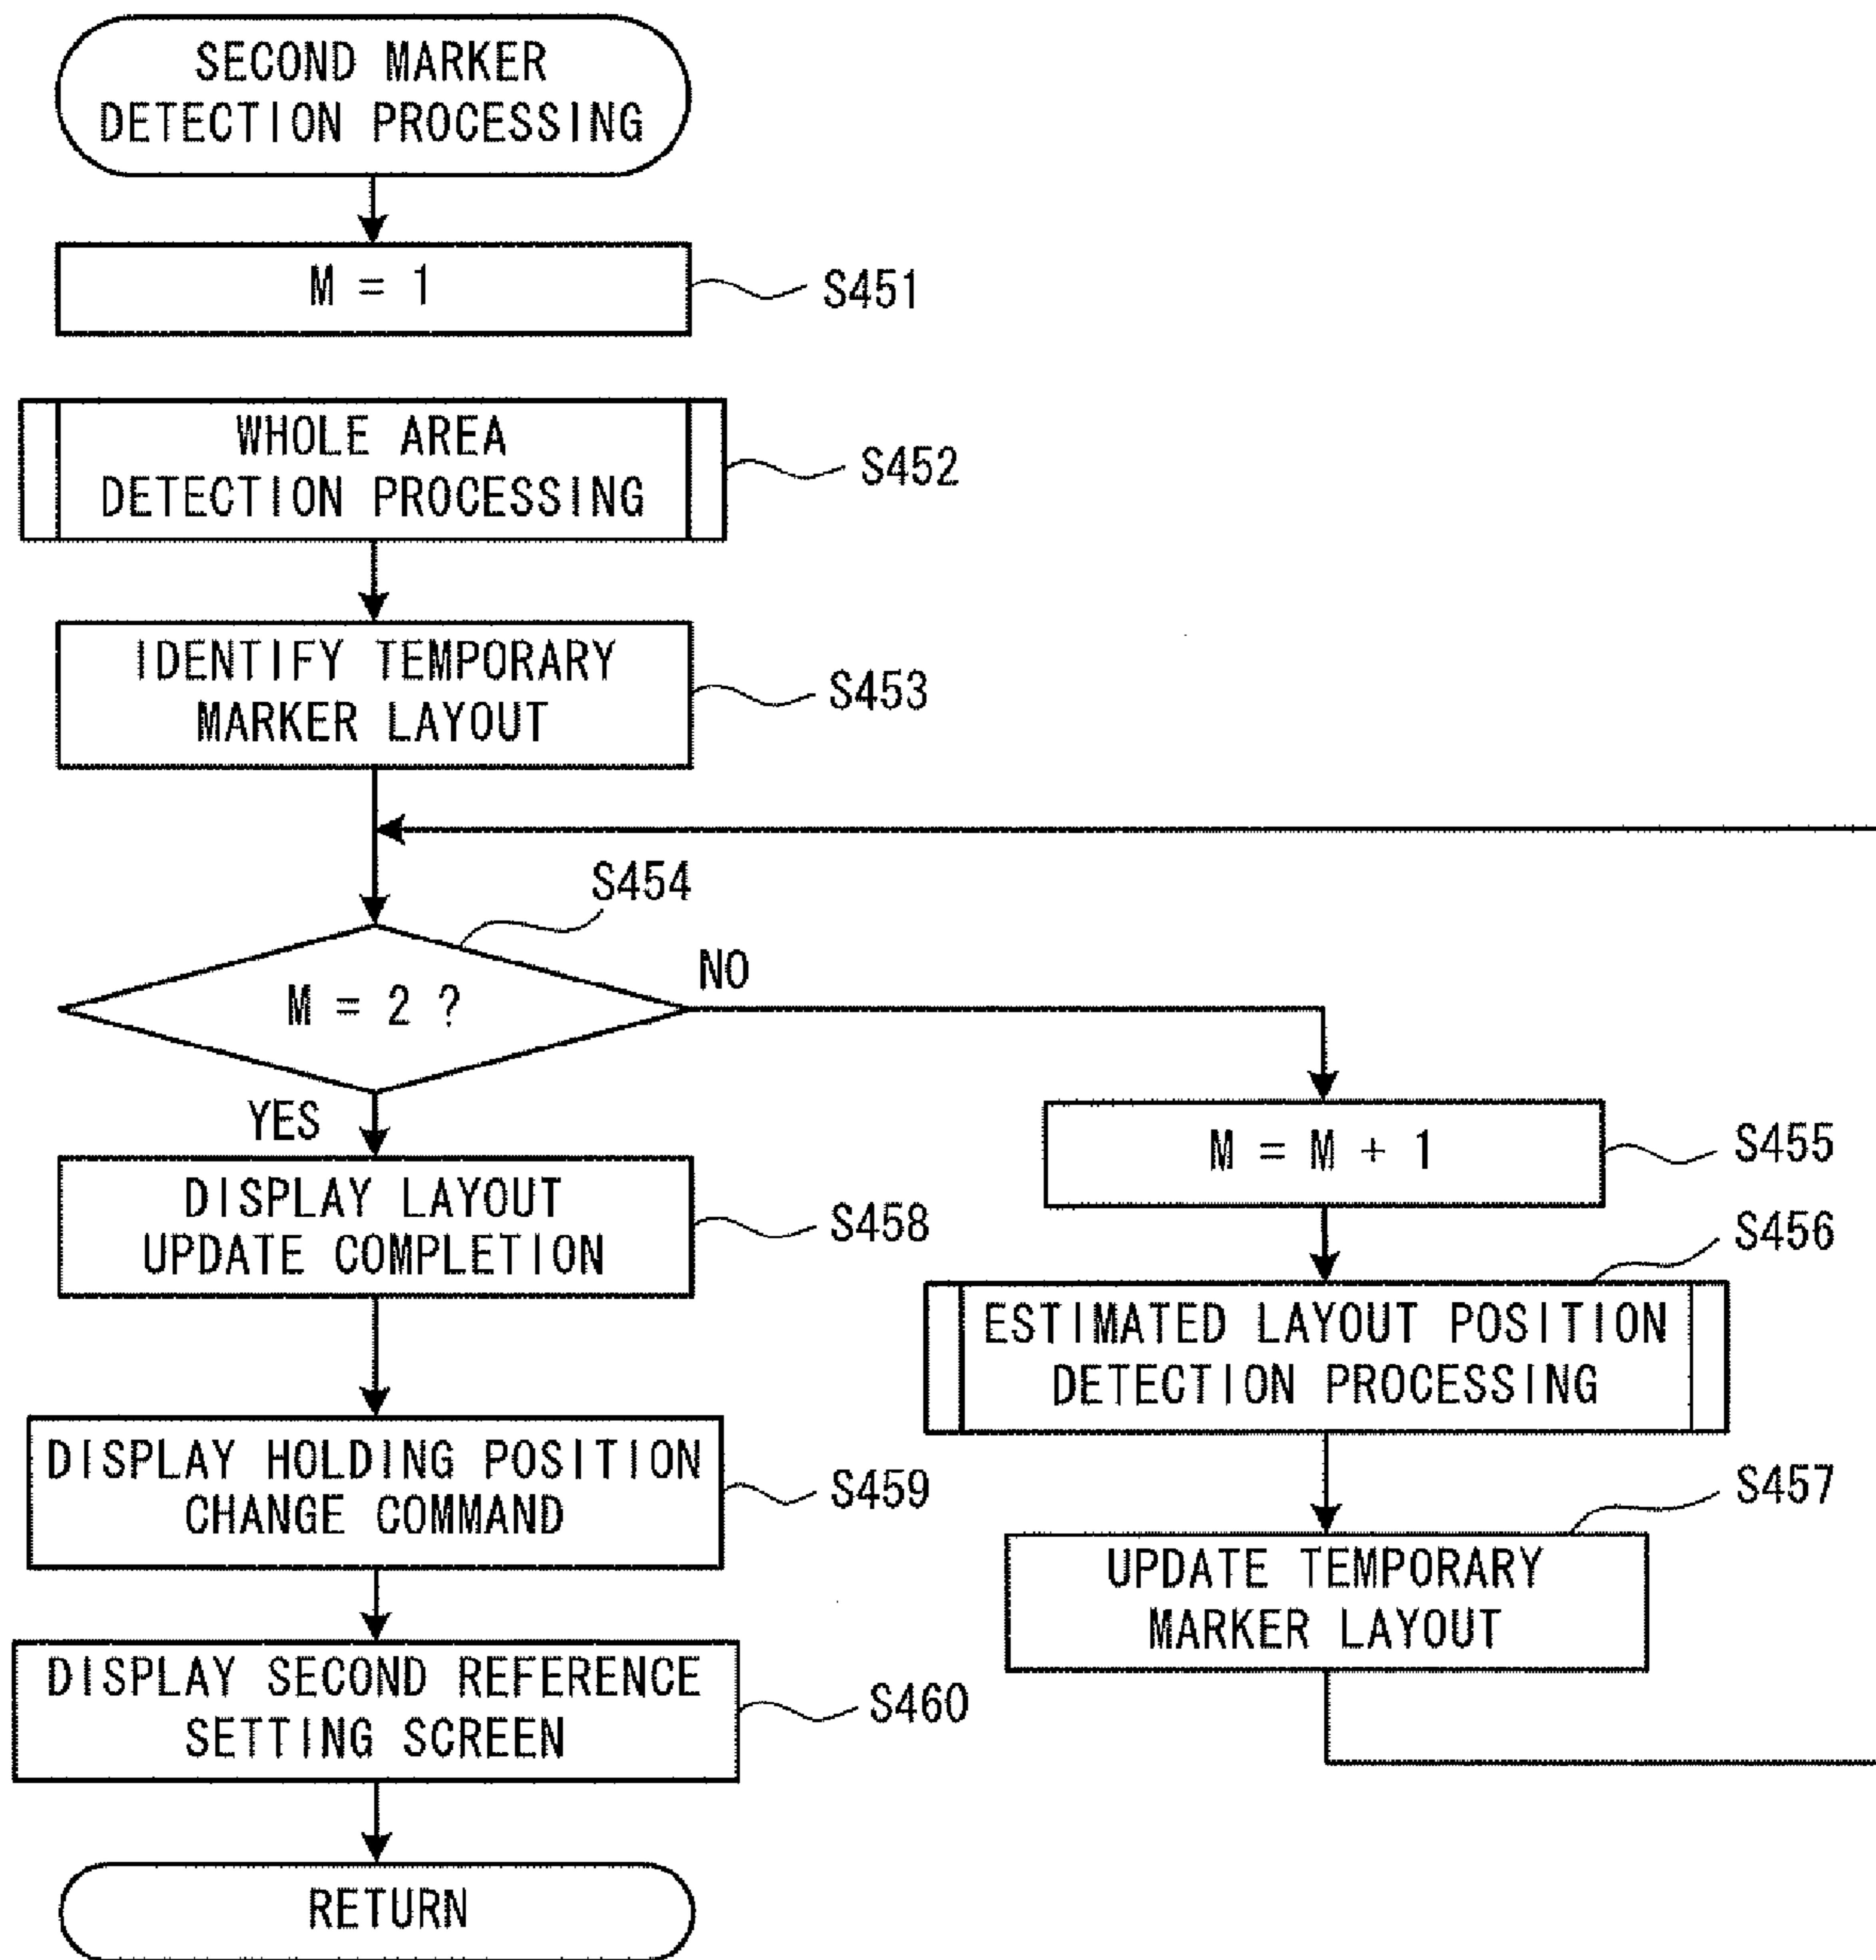 SECOND MARKER
DETECTION PROCESSING
M = 1
S451
WHOLE AREA
DETECTION PROCESSING
S452
IDENTIFY TEMPORARY
MARKER LAYOUT
S453
S454
M = 2 ?
NO
YES
M = M + 1
S455
DISPLAY LAYOUT
UPDATE COMPLETION
S458
S456
ESTIMATED LAYOUT POSITION
DETECTION PROCESSING
DISPLAY HOLDING POSITION
CHANGE COMMAND
S459
S457
UPDATE TEMPORARY
MARKER LAYOUT
DISPLAY SECOND REFERENCE
SETTING SCREEN
S460
RETURN